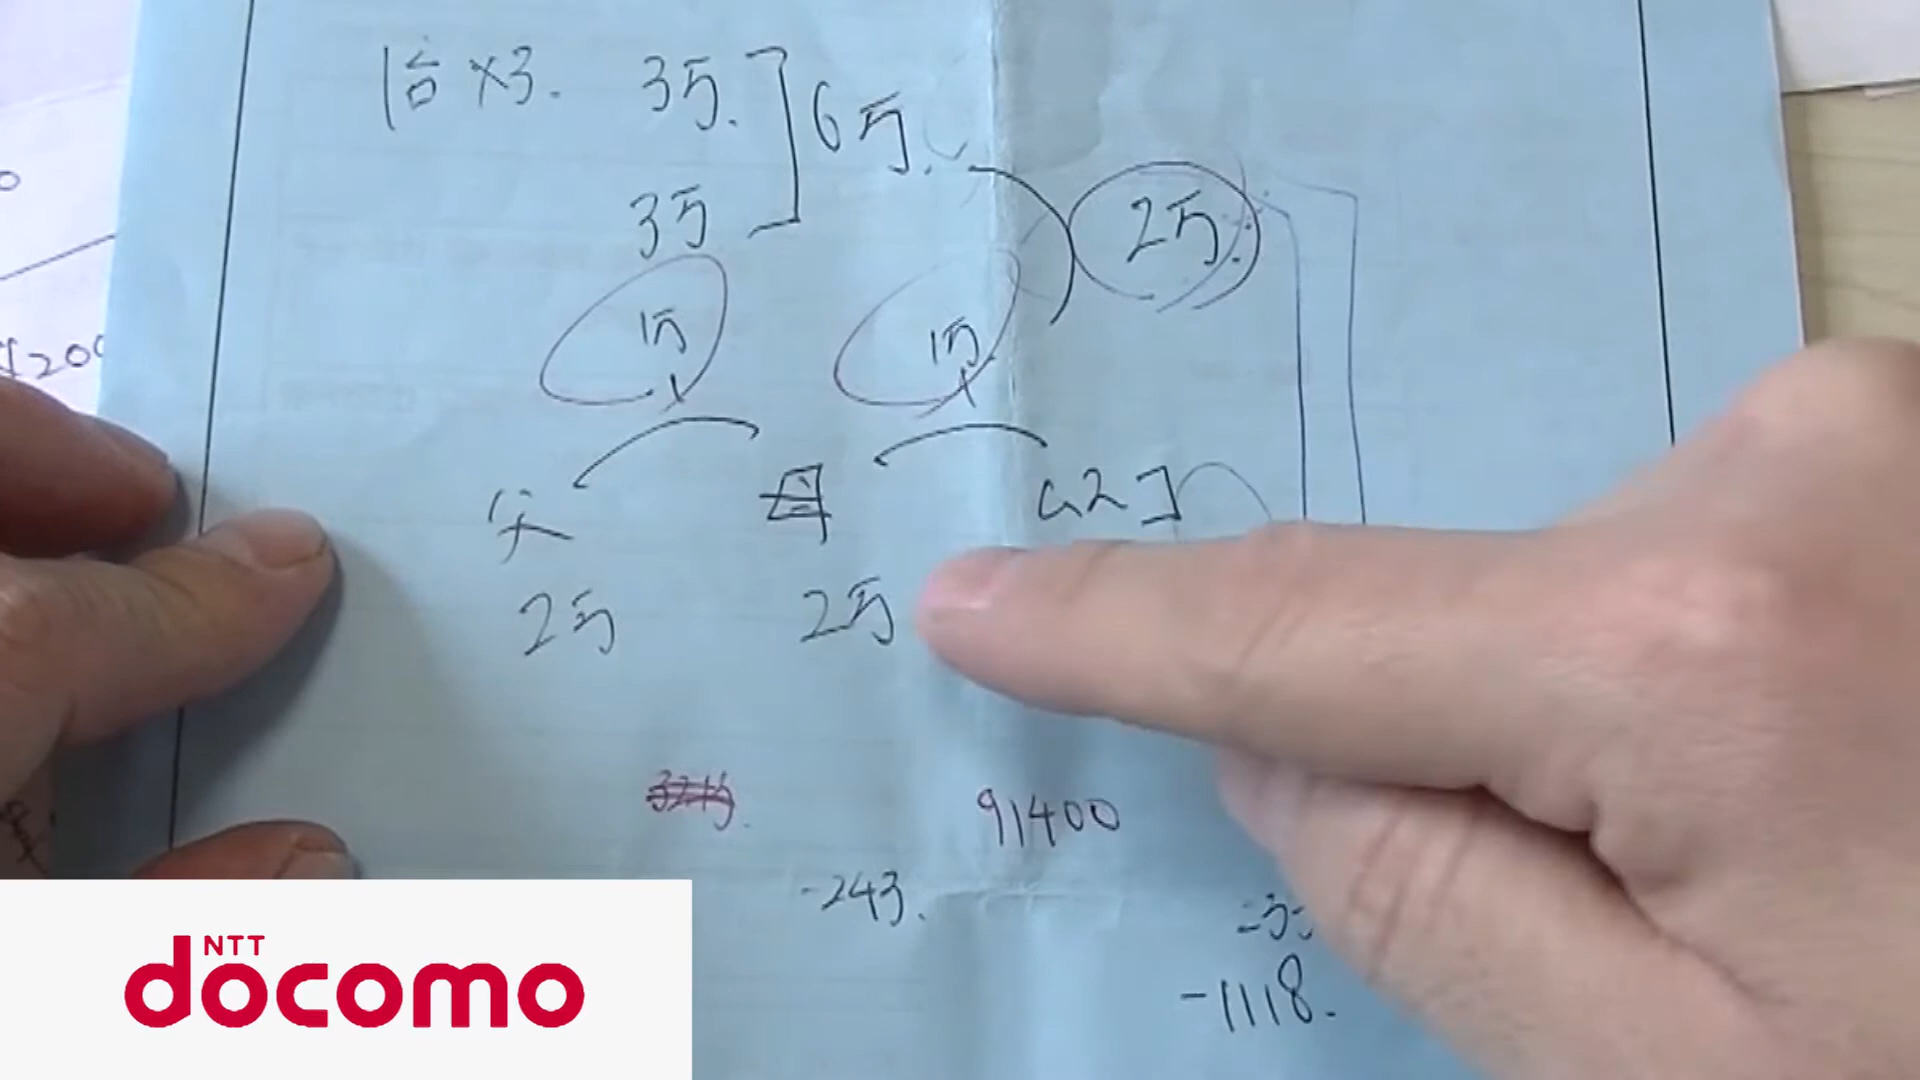 1台×3. 3万.
6万.
3万
2万.
1万
1万
父
母
2万
2万
91400
-243.
-1118.
NTT
docomo